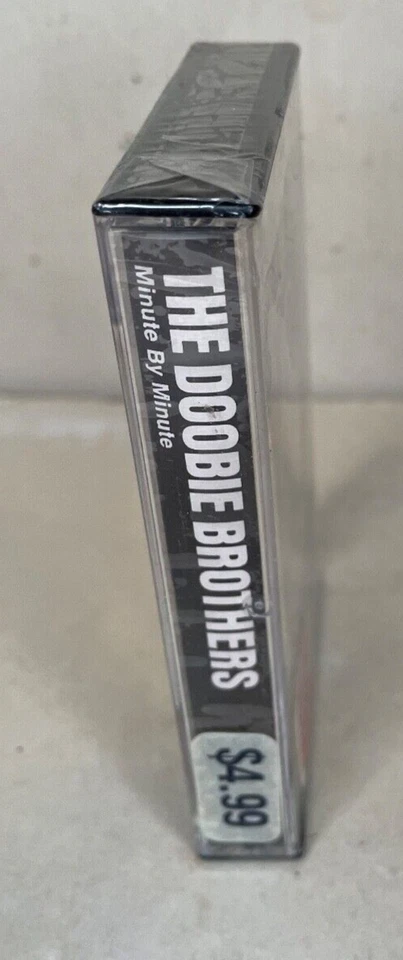 THE DOOBIE BROTHERS
Minute By Minute
$4.99